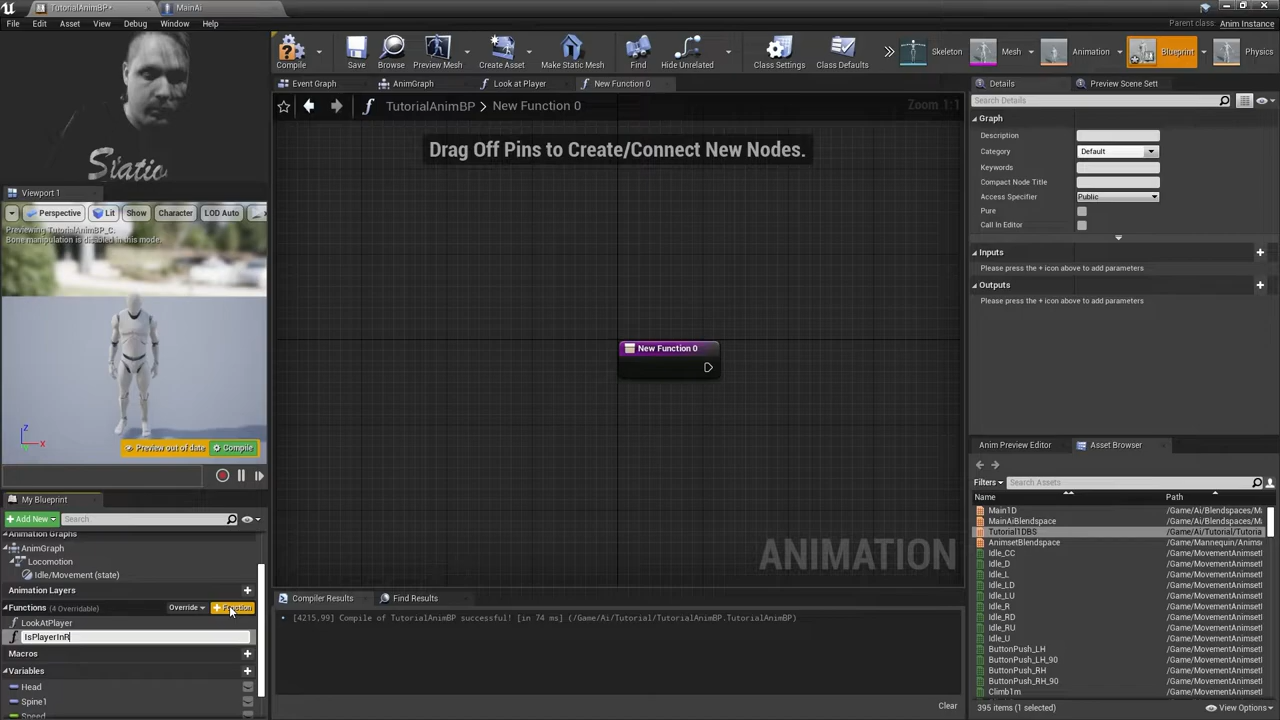 TutorialAnimBP*
MainAi
File Edit Asset View Debug Window Help
Parent class: Anim Instance
Compile
Save
Browse
Preview Mesh
Create Asset
Make Static Mesh
Find
Hide Unrelated
Class Settings
Class Defaults
Skeleton
Mesh
Animation
Blueprint
Physics
Event Graph
AnimGraph
Look at Player
New Function 0
TutorialAnimBP > New Function 0
Zoom 1:1
Drag Off Pins to Create/Connect New Nodes.
New Function 0
ANIMATION
Viewport 1
Perspective Lit Show Character LOD Auto
Previewing TutorialAnimBP_C.
Bone manipulation is disabled in this mode.
Z
X
Preview out of date Compile
My Blueprint
Add New Search
Animation Graphs
AnimGraph
Locomotion
Idle/Movement (state)
Animation Layers
Functions (4 Overridable) Override Function
LookAtPlayer
IsPlayerInR
Macros
Variables
Head
Spine1
Speed
Compiler Results
Find Results
[4215,99] Compile of TutorialAnimBP successful! [in 74 ms] (/Game/Ai/Tutorial/TutorialAnimBP.TutorialAnimBP)
Clear
Details
Preview Scene Sett
Search Details
Graph
Description
Category Default
Keywords
Compact Node Title
Access Specifier Public
Pure
Call In Editor
Inputs
Please press the + icon above to add parameters
Outputs
Please press the + icon above to add parameters
Anim Preview Editor
Asset Browser
Filters Search Assets
Name Path
Main1D /Game/Ai/Blendspaces/M
MainAiBlendspace /Game/Ai/Blendspaces/M
Tutorial1DBS /Game/Ai/Tutorial/Tutoria
AnimsetBlendspace /Game/Mannequin/Anims
Idle_CC /Game/MovementAnimset
Idle_D /Game/MovementAnimset
Idle_L /Game/MovementAnimset
Idle_LD /Game/MovementAnimset
Idle_LU /Game/MovementAnimset
Idle_R /Game/MovementAnimset
Idle_RD /Game/MovementAnimset
Idle_RU /Game/MovementAnimset
Idle_U /Game/MovementAnimset
ButtonPush_LH /Game/MovementAnimset
ButtonPush_LH_90 /Game/MovementAnimset
ButtonPush_RH /Game/MovementAnimset
ButtonPush_RH_90 /Game/MovementAnimset
Climb1m /Game/MovementAnimset
395 items (1 selected)
View Options